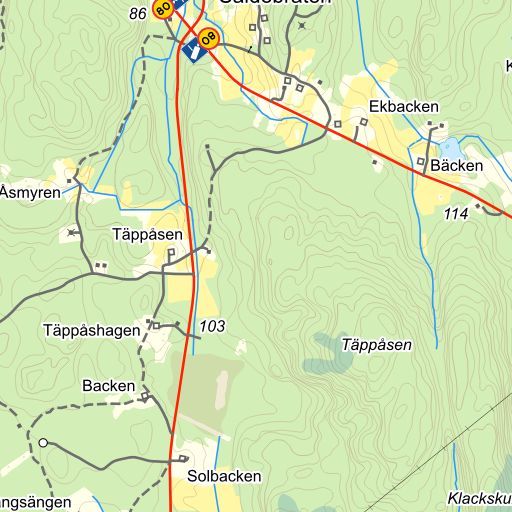 80
86
80
Ekbacken
Bäcken
Åsmyren
114
Täppåsen
103
Täppåshagen
Täppåsen
Backen
Solbacken